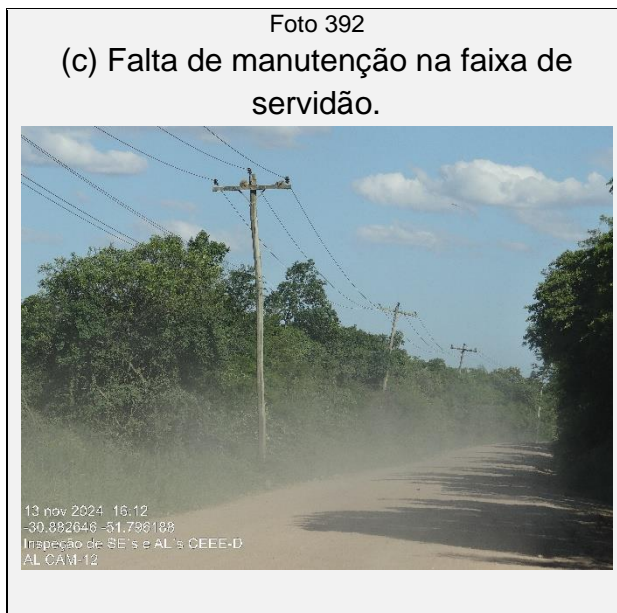 Foto 392
(c) Falta de manutenção na faixa de
servidão.
13 nov 2024 16:12
-30.882646 -51.796188
Inspeção de SE's e AL's CEEE-D
AL CAM-12